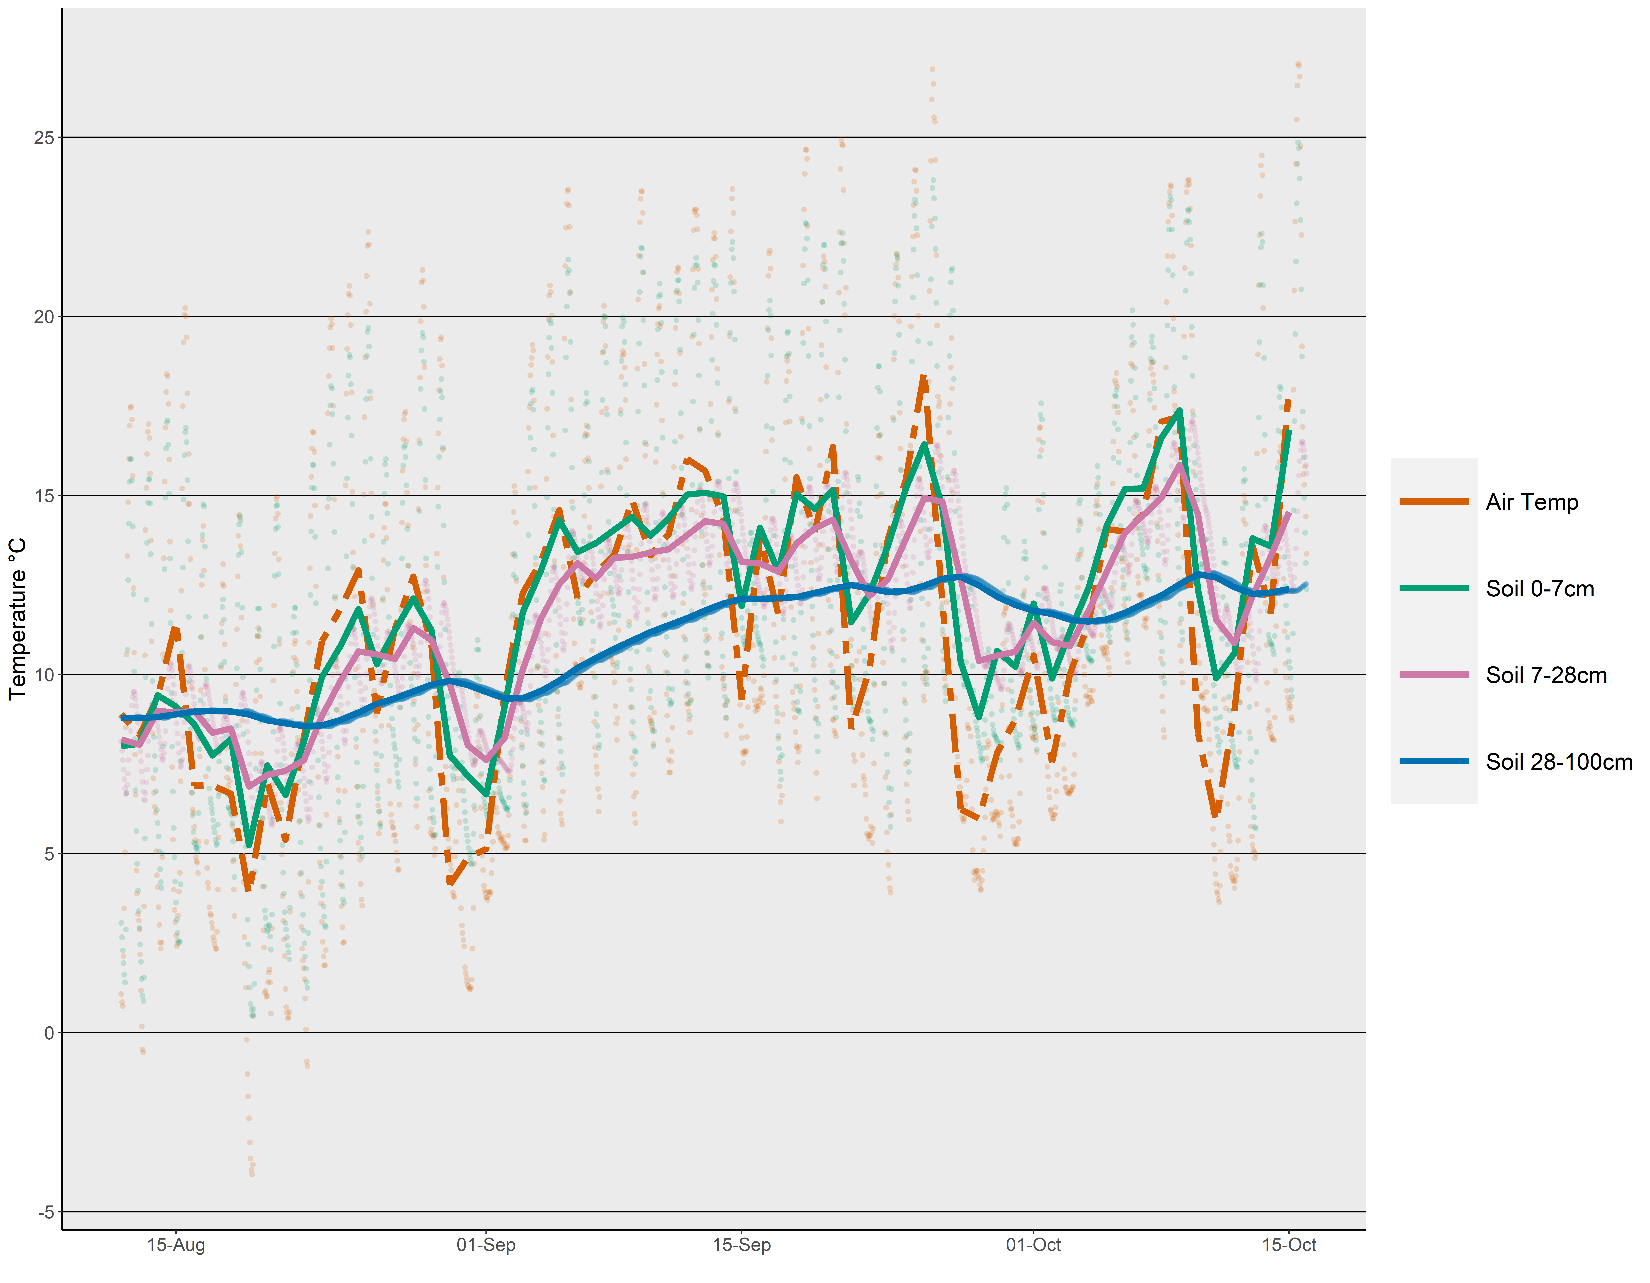 Temperature °C
25
20
15
10
5
0
-5
15-Aug
01-Sep
15-Sep
01-Oct
15-Oct
Air Temp
Soil 0-7cm
Soil 7-28cm
Soil 28-100cm